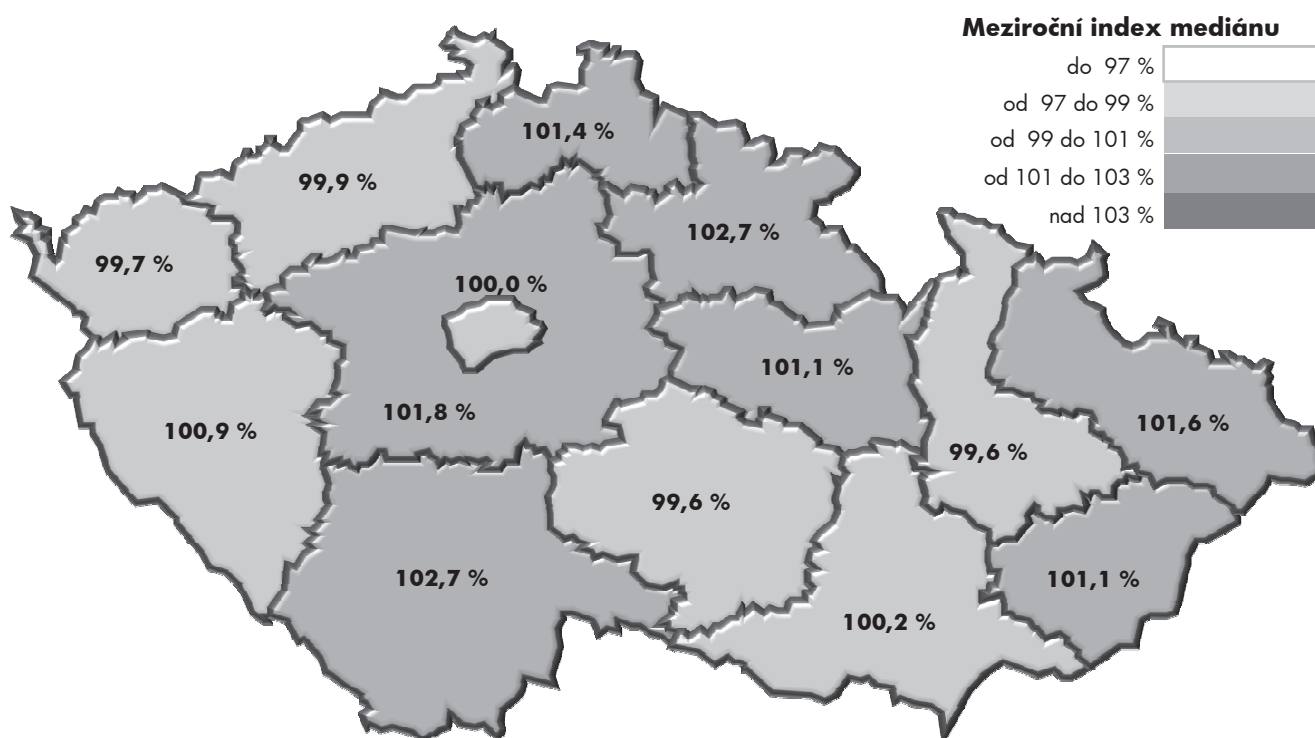 Meziroční index mediánu
do 97 %
od 97 do 99 %
od 99 do 101 %
od 101 do 103 %
nad 103 %
101,4 %
99,9 %
102,7 %
99,7 %
100,0 %
101,1 %
101,8 %
100,9 %
101,6 %
99,6 %
99,6 %
102,7 %
101,1 %
100,2 %